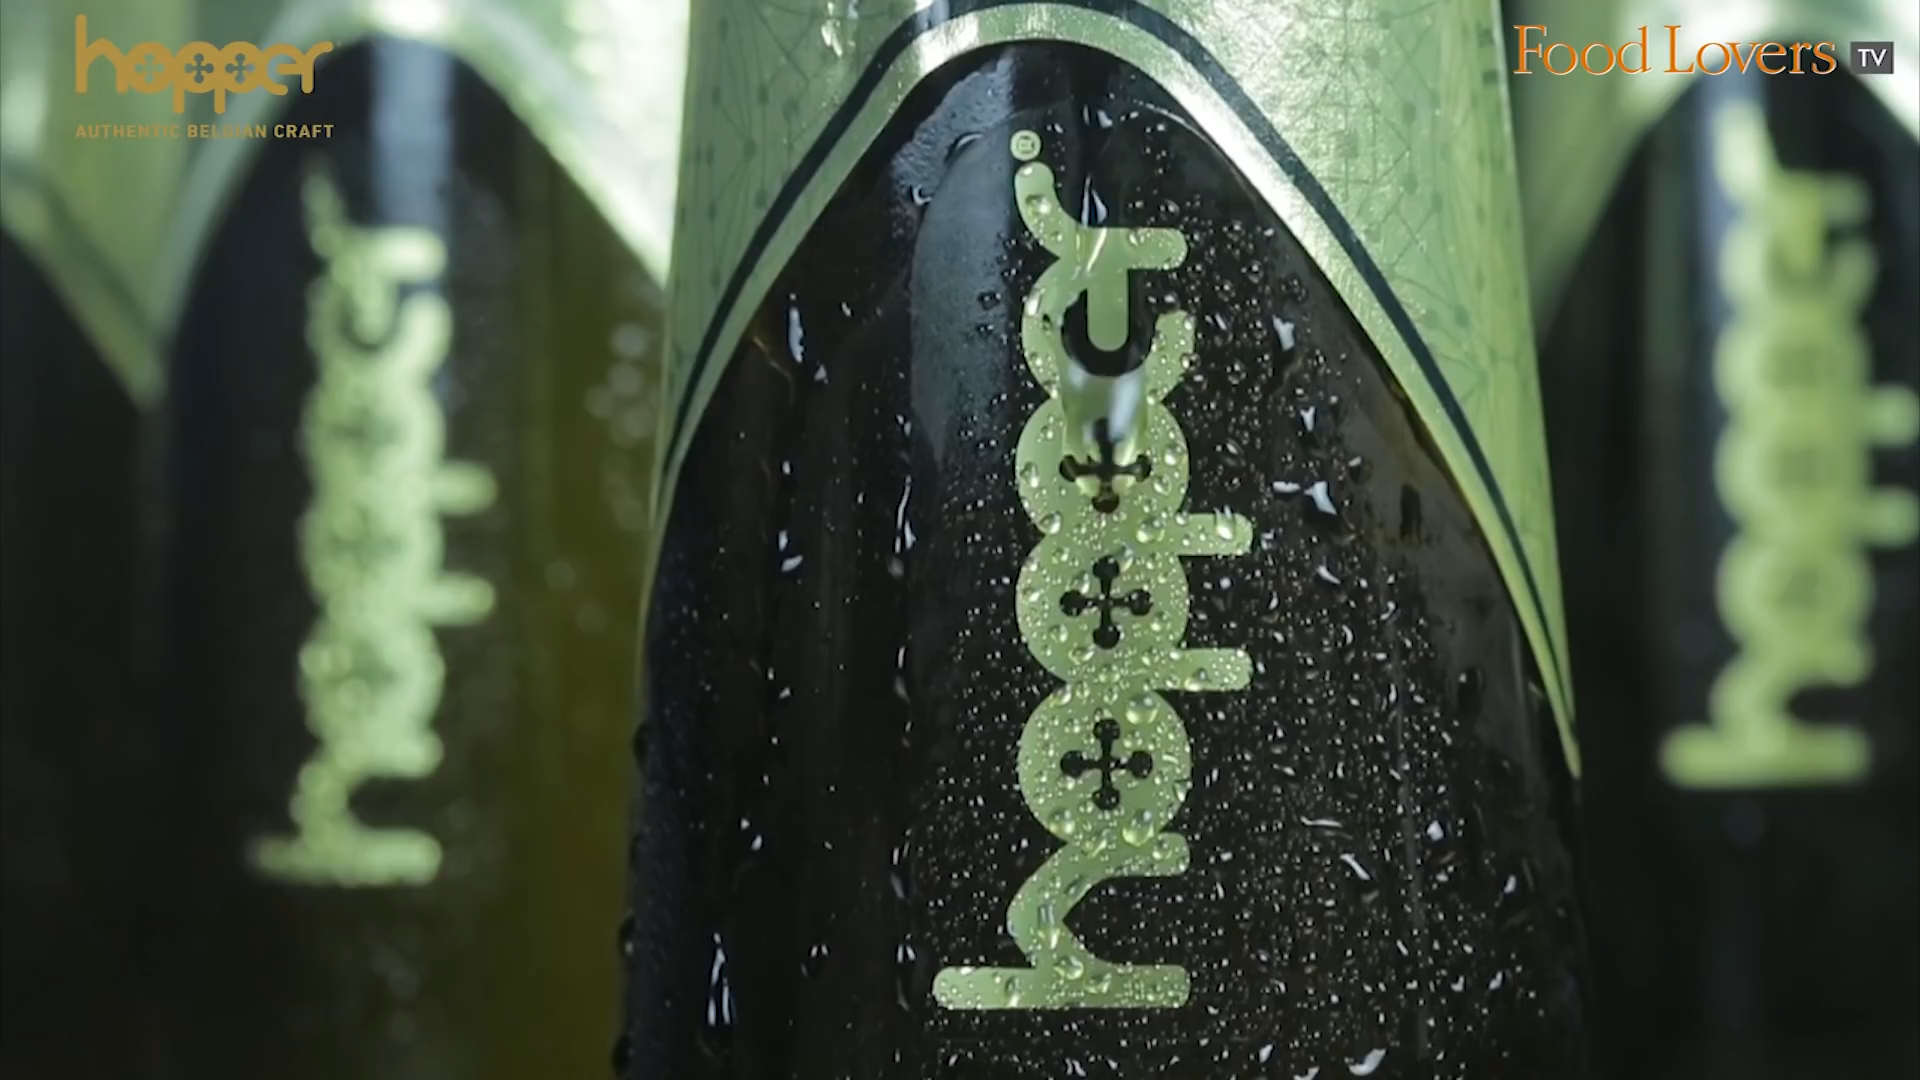 hopper
AUTHENTIC BELGIAN CRAFT
Food Lovers TV
hopper
hopper®
hopper